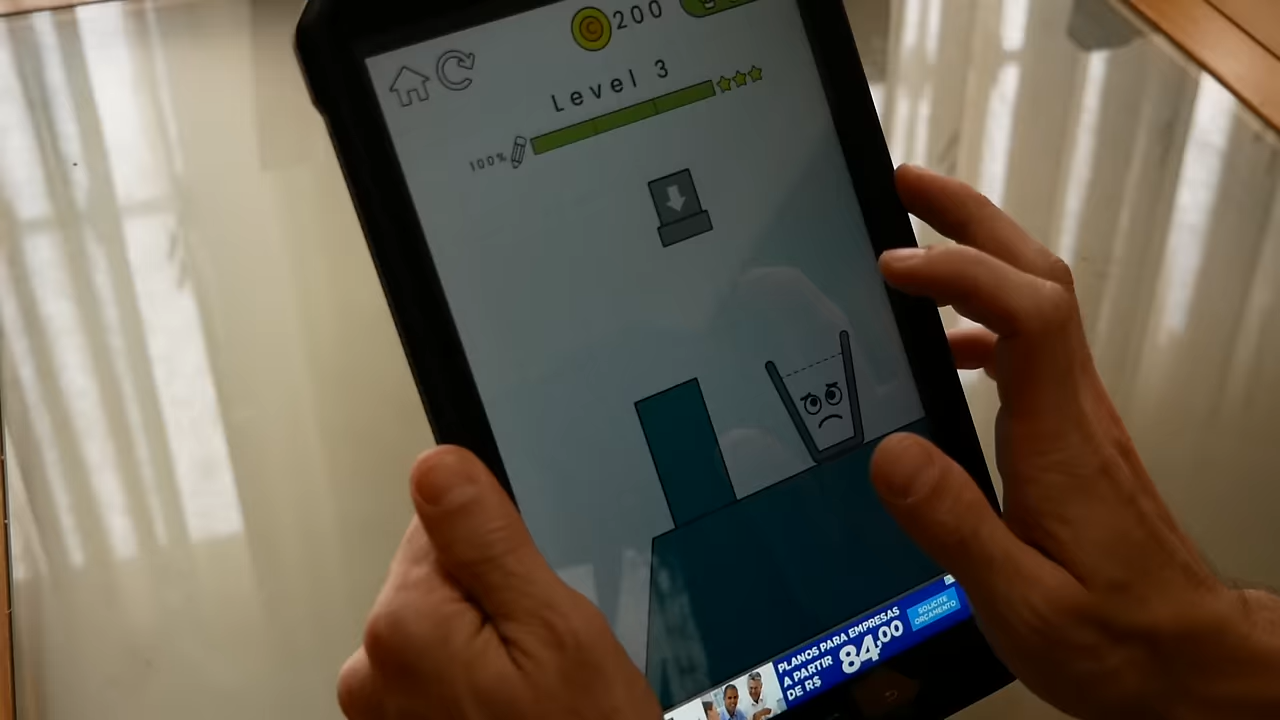 200
Level 3
100%
PLANOS PARA EMPRESAS
A PARTIR
DE R$ 84,00
SOLICITE
ORÇAMENTO